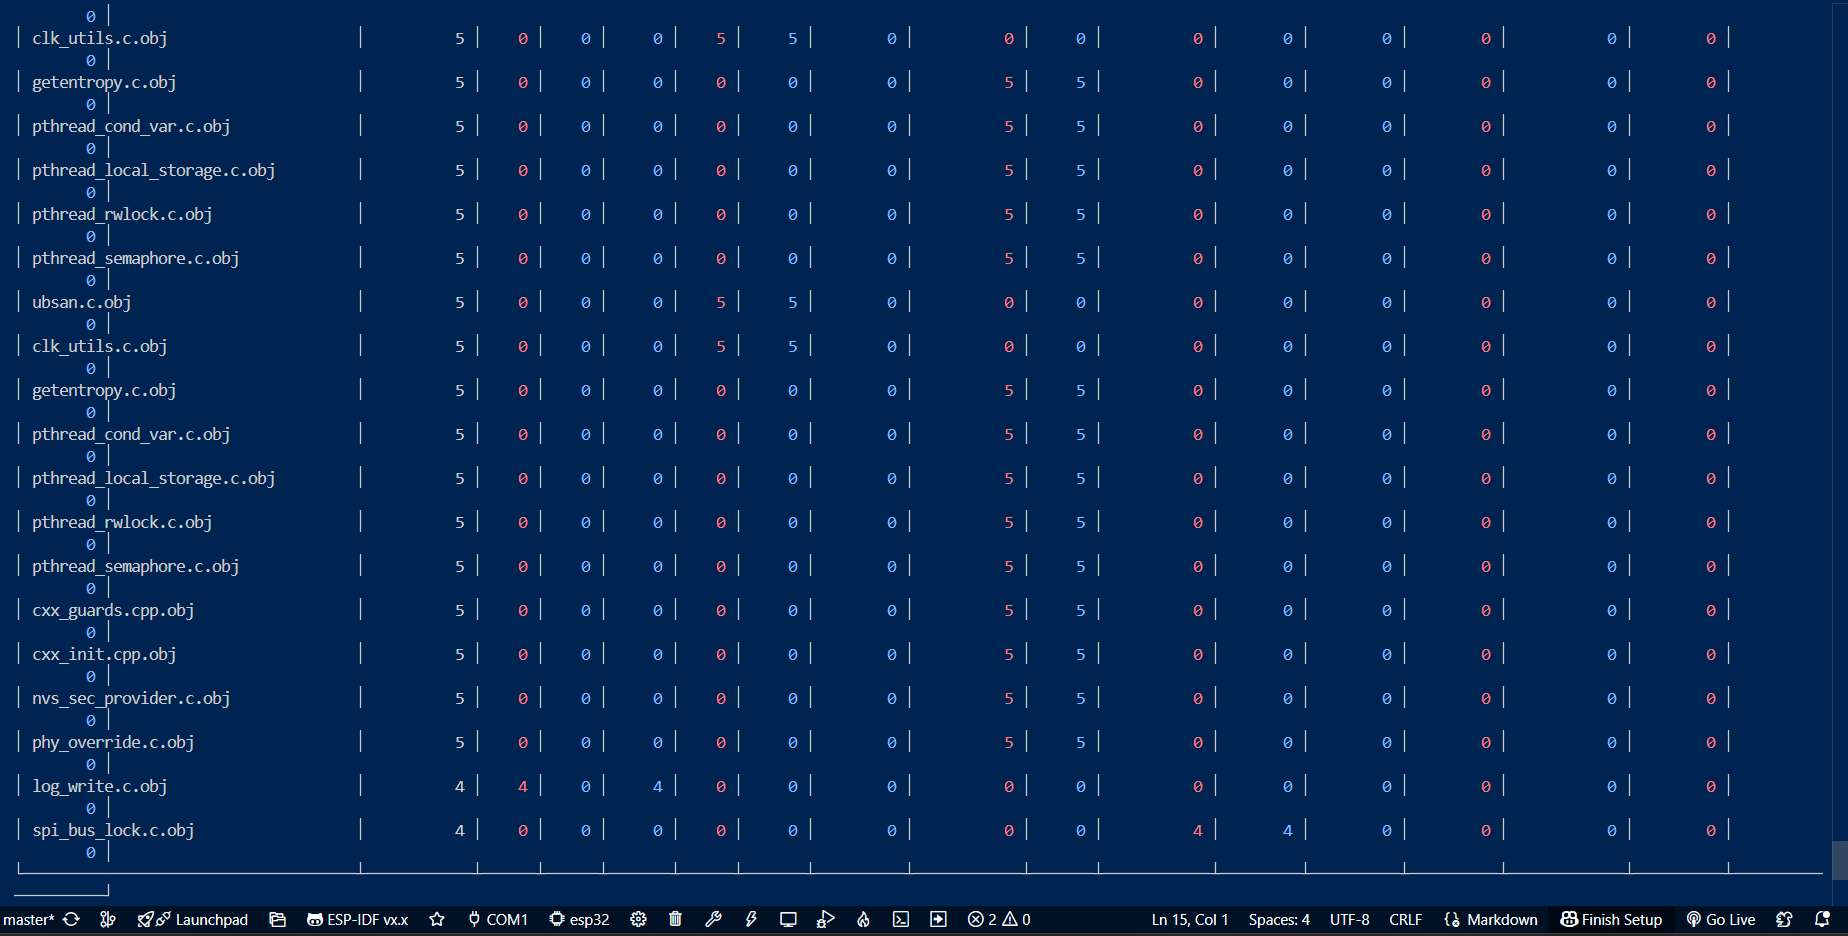 0 |
| clk_utils.c.obj | 5 | 0 | 0 | 0 | 5 | 5 | 0 | 0 | 0 | 0 | 0 | 0 | 0 | 0 | 0 |
0 |
| getentropy.c.obj | 5 | 0 | 0 | 0 | 0 | 0 | 0 | 5 | 5 | 0 | 0 | 0 | 0 | 0 | 0 |
0 |
| pthread_cond_var.c.obj | 5 | 0 | 0 | 0 | 0 | 0 | 0 | 5 | 5 | 0 | 0 | 0 | 0 | 0 | 0 |
0 |
| pthread_local_storage.c.obj | 5 | 0 | 0 | 0 | 0 | 0 | 0 | 5 | 5 | 0 | 0 | 0 | 0 | 0 | 0 |
0 |
| pthread_rwlock.c.obj | 5 | 0 | 0 | 0 | 0 | 0 | 0 | 5 | 5 | 0 | 0 | 0 | 0 | 0 | 0 |
0 |
| pthread_semaphore.c.obj | 5 | 0 | 0 | 0 | 0 | 0 | 0 | 5 | 5 | 0 | 0 | 0 | 0 | 0 | 0 |
0 |
| ubsan.c.obj | 5 | 0 | 0 | 0 | 5 | 5 | 0 | 0 | 0 | 0 | 0 | 0 | 0 | 0 | 0 |
0 |
| clk_utils.c.obj | 5 | 0 | 0 | 0 | 5 | 5 | 0 | 0 | 0 | 0 | 0 | 0 | 0 | 0 | 0 |
0 |
| getentropy.c.obj | 5 | 0 | 0 | 0 | 0 | 0 | 0 | 5 | 5 | 0 | 0 | 0 | 0 | 0 | 0 |
0 |
| pthread_cond_var.c.obj | 5 | 0 | 0 | 0 | 0 | 0 | 0 | 5 | 5 | 0 | 0 | 0 | 0 | 0 | 0 |
0 |
| pthread_local_storage.c.obj | 5 | 0 | 0 | 0 | 0 | 0 | 0 | 5 | 5 | 0 | 0 | 0 | 0 | 0 | 0 |
0 |
| pthread_rwlock.c.obj | 5 | 0 | 0 | 0 | 0 | 0 | 0 | 5 | 5 | 0 | 0 | 0 | 0 | 0 | 0 |
0 |
| pthread_semaphore.c.obj | 5 | 0 | 0 | 0 | 0 | 0 | 0 | 5 | 5 | 0 | 0 | 0 | 0 | 0 | 0 |
0 |
| cxx_guards.cpp.obj | 5 | 0 | 0 | 0 | 0 | 0 | 0 | 5 | 5 | 0 | 0 | 0 | 0 | 0 | 0 |
0 |
| cxx_init.cpp.obj | 5 | 0 | 0 | 0 | 0 | 0 | 0 | 5 | 5 | 0 | 0 | 0 | 0 | 0 | 0 |
0 |
| nvs_sec_provider.c.obj | 5 | 0 | 0 | 0 | 0 | 0 | 0 | 5 | 5 | 0 | 0 | 0 | 0 | 0 | 0 |
0 |
| phy_override.c.obj | 5 | 0 | 0 | 0 | 0 | 0 | 0 | 5 | 5 | 0 | 0 | 0 | 0 | 0 | 0 |
0 |
| log_write.c.obj | 4 | 4 | 0 | 4 | 0 | 0 | 0 | 0 | 0 | 0 | 0 | 0 | 0 | 0 | 0 |
0 |
| spi_bus_lock.c.obj | 4 | 0 | 0 | 0 | 0 | 0 | 0 | 0 | 0 | 4 | 4 | 0 | 0 | 0 | 0 |
0 |
master* Launchpad ESP-IDF vx.x COM1 esp32 2 0 Ln 15, Col 1 Spaces: 4 UTF-8 CRLF Markdown Finish Setup Go Live